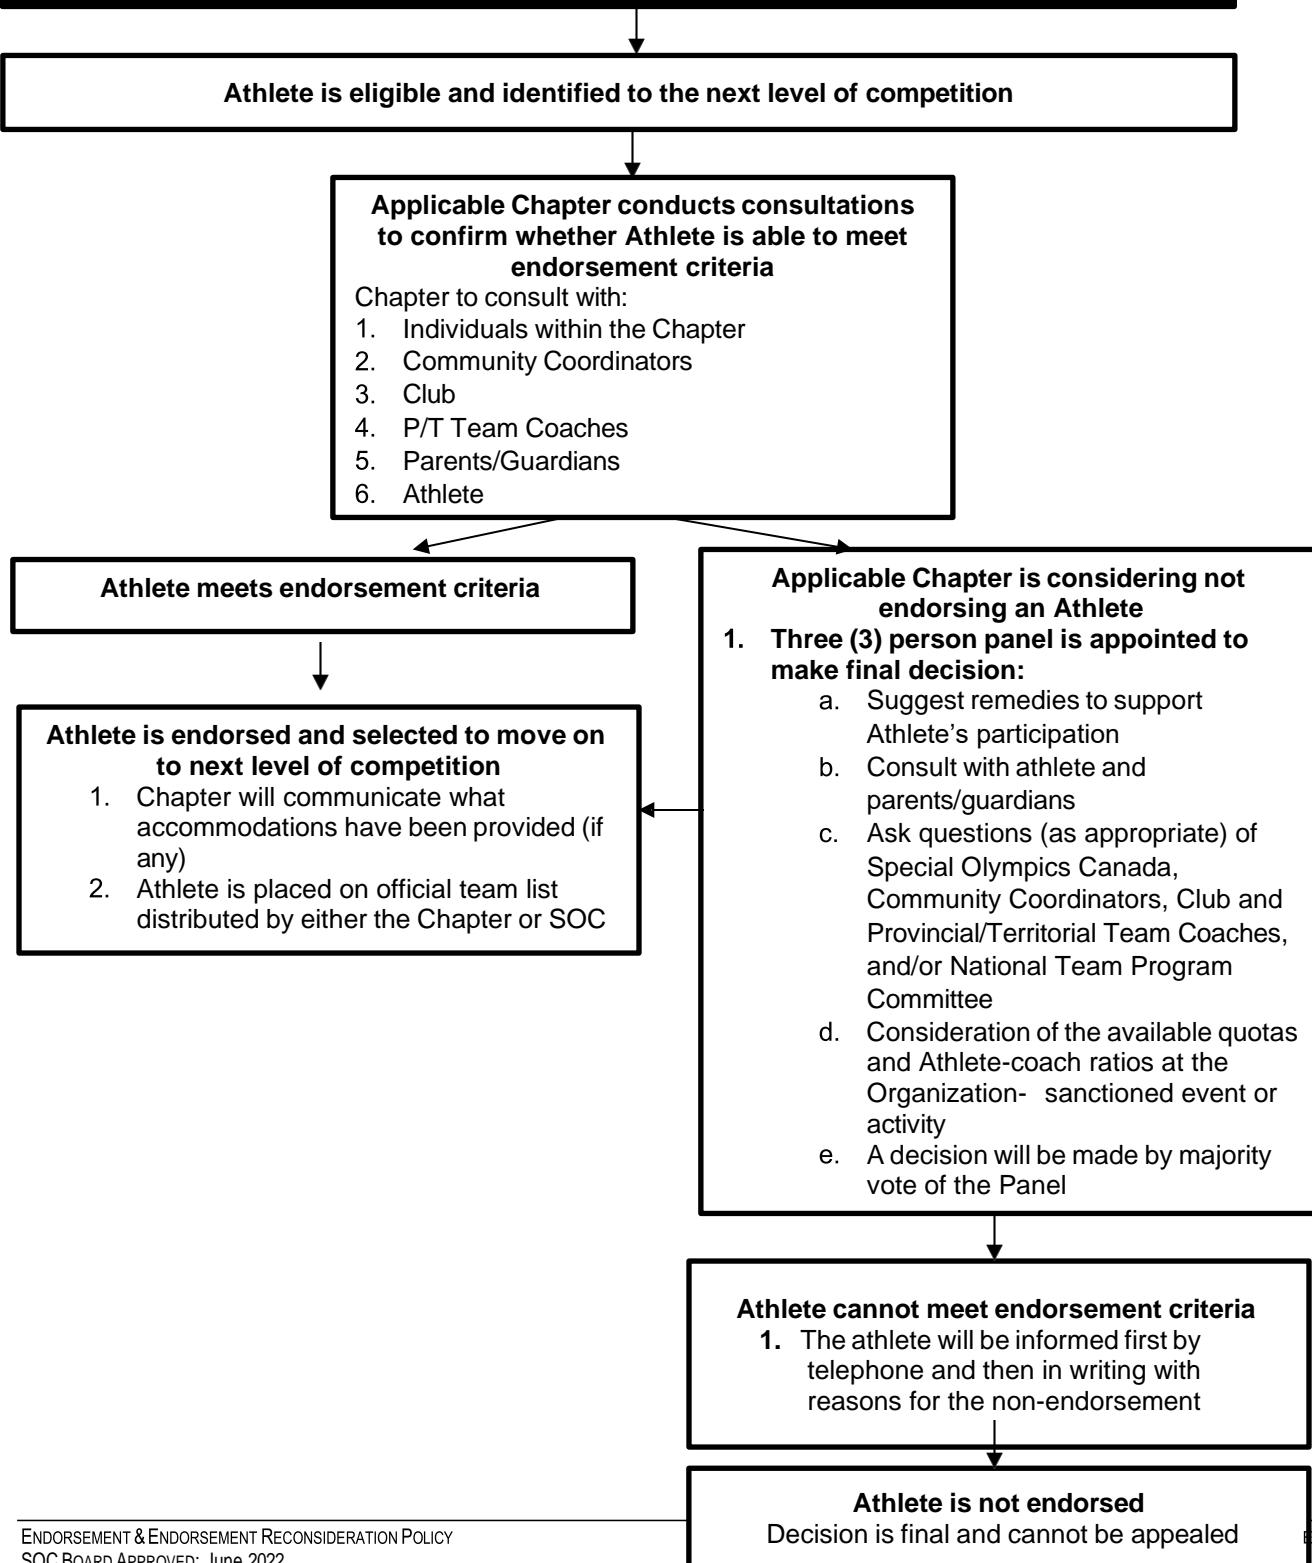 Athlete is eligible and identified to the next level of competition
Applicable Chapter conducts consultations
to confirm whether Athlete is able to meet
endorsement criteria
Chapter to consult with:
1. Individuals within the Chapter
2. Community Coordinators
3. Club
4. P/T Team Coaches
5. Parents/Guardians
6. Athlete
Athlete meets endorsement criteria
Athlete is endorsed and selected to move on
to next level of competition
1. Chapter will communicate what
accommodations have been provided (if
any)
2. Athlete is placed on official team list
distributed by either the Chapter or SOC
Applicable Chapter is considering not
endorsing an Athlete
1. Three (3) person panel is appointed to
make final decision:
a. Suggest remedies to support
Athlete's participation
b. Consult with athlete and
parents/guardians
c. Ask questions (as appropriate) of
Special Olympics Canada,
Community Coordinators, Club and
Provincial/Territorial Team Coaches,
and/or National Team Program
Committee
d. Consideration of the available quotas
and Athlete-coach ratios at the
Organization- sanctioned event or
activity
e. A decision will be made by majority
vote of the Panel
Athlete cannot meet endorsement criteria
1. The athlete will be informed first by
telephone and then in writing with
reasons for the non-endorsement
Athlete is not endorsed
Decision is final and cannot be appealed
ENDORSEMENT & ENDORSEMENT RECONSIDERATION POLICY
SOC BOARD APPROVED: June 2022